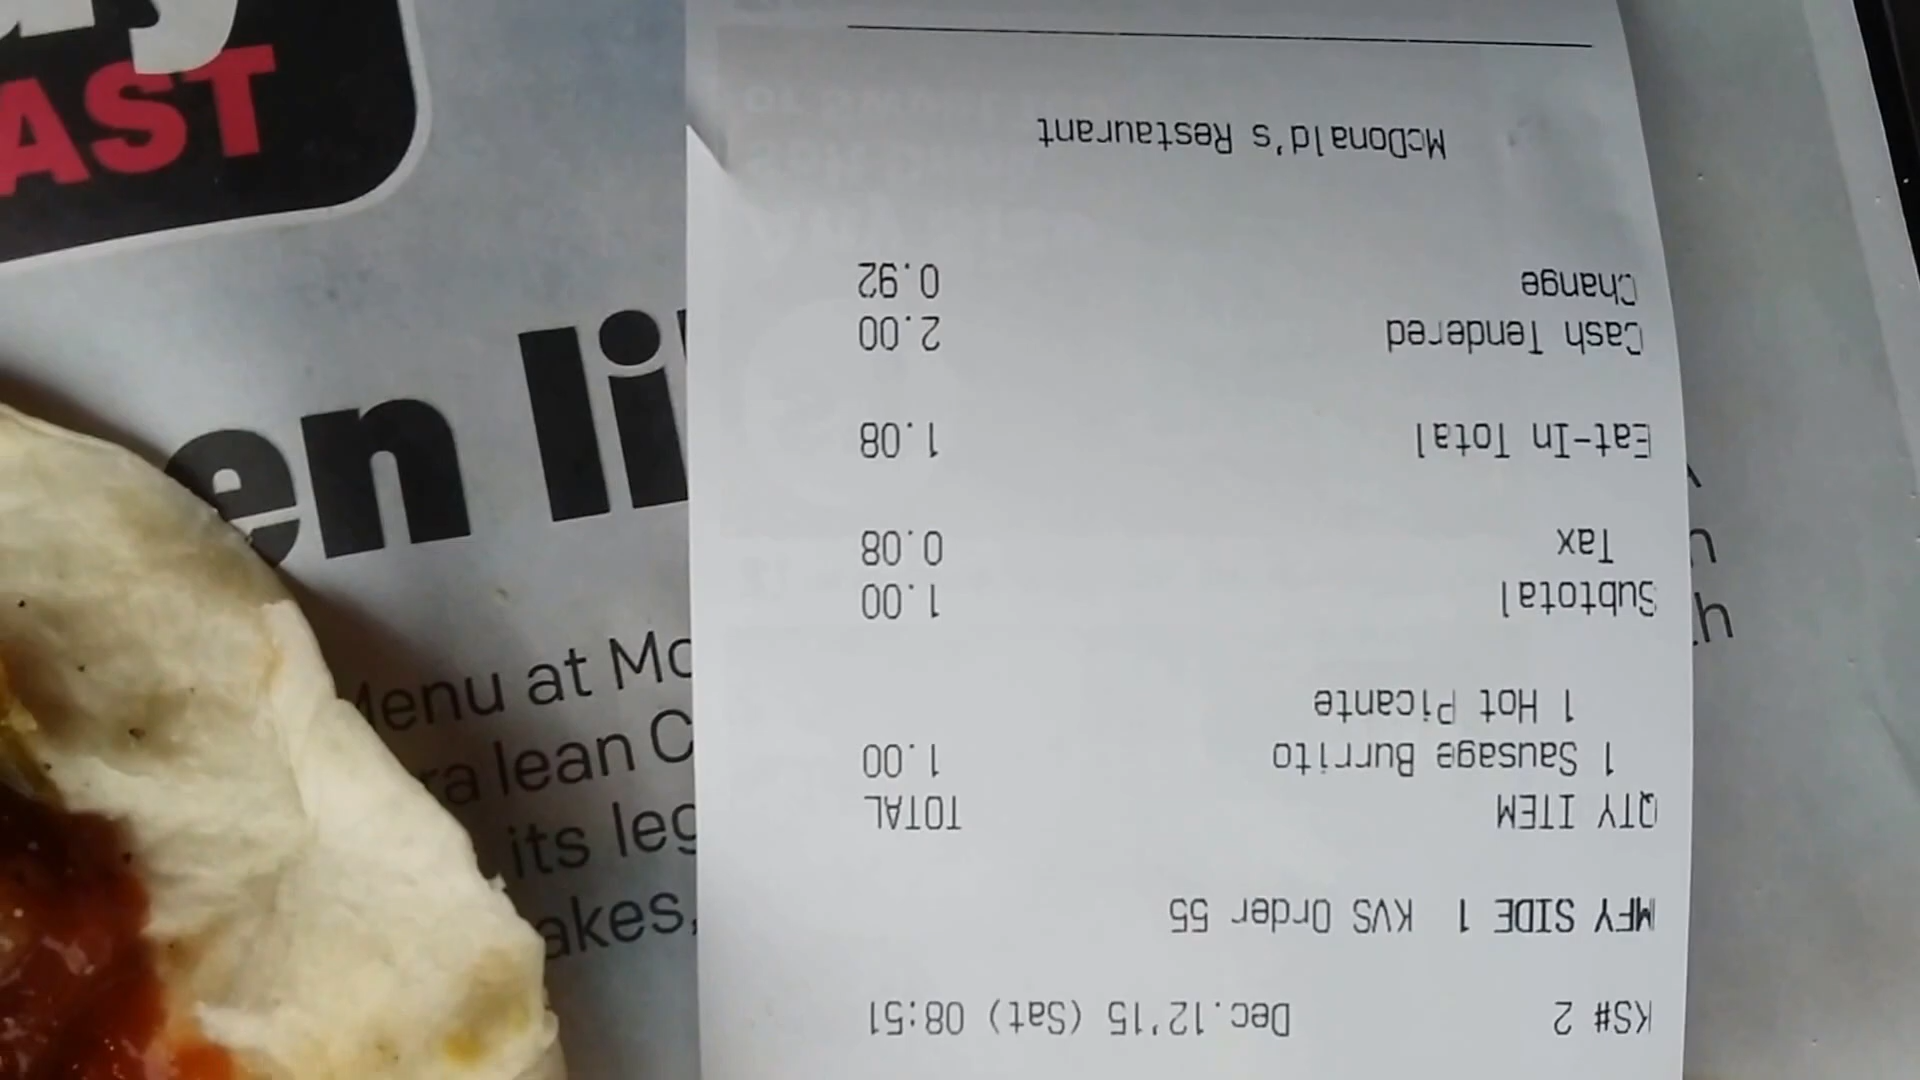 KS# 2 Dec.12'15 (Sat) 08:51
MFY SIDE 1 KVS Order 55
QTY ITEM TOTAL
1 Sausage Burrito 1.00
1 Hot Picante
Subtotal 1.00
Tax 0.08
Eat-In Total 1.08
Cash Tendered 2.00
Change 0.92
McDonald's Restaurant
AST
en li
Menu at Mc
ra lean C
its leg
akes,